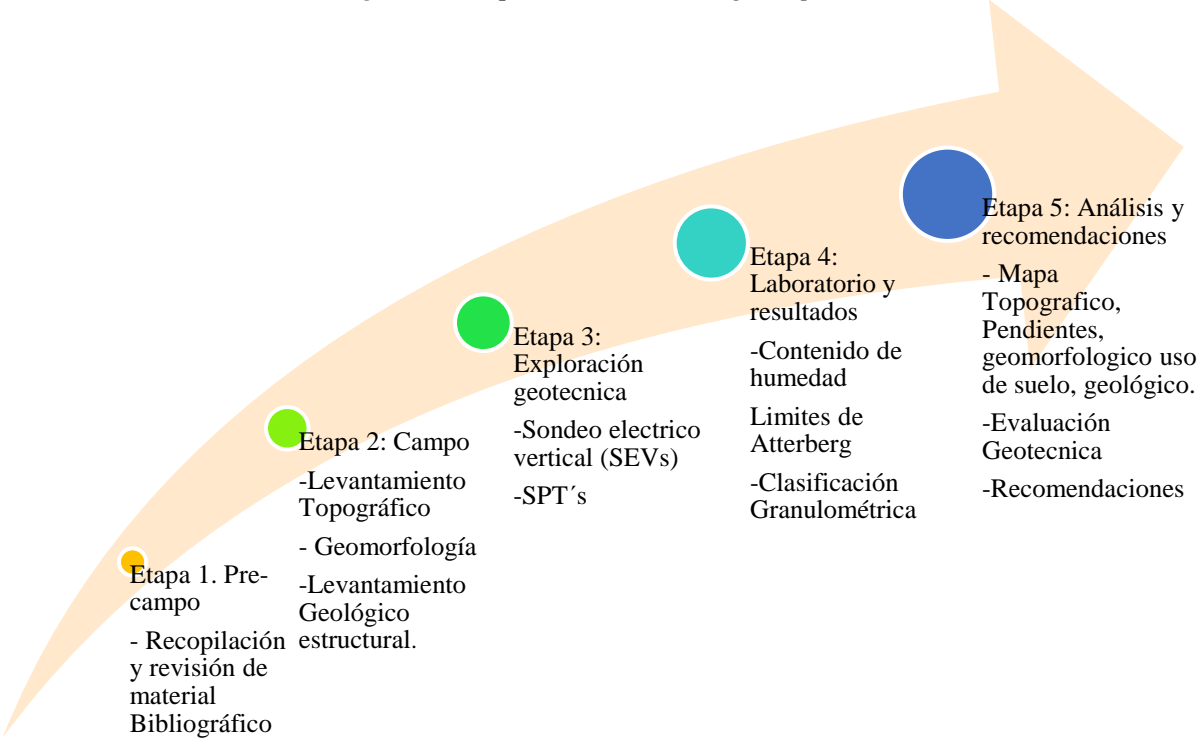 Etapa 1. Pre-
campo
- Recopilación
y revisión de
material
Bibliográfico
Etapa 2: Campo
-Levantamiento
Topográfico
- Geomorfología
-Levantamiento
Geológico
estructural.
Etapa 3:
Exploración
geotecnica
-Sondeo electrico
vertical (SEVs)
-SPT´s
Etapa 4:
Laboratorio y
resultados
-Contenido de
humedad
Limites de
Atterberg
-Clasificación
Granulométrica
Etapa 5: Análisis y
recomendaciones
- Mapa
Topografico,
Pendientes,
geomorfologico uso
de suelo, geológico.
-Evaluación
Geotecnica
-Recomendaciones